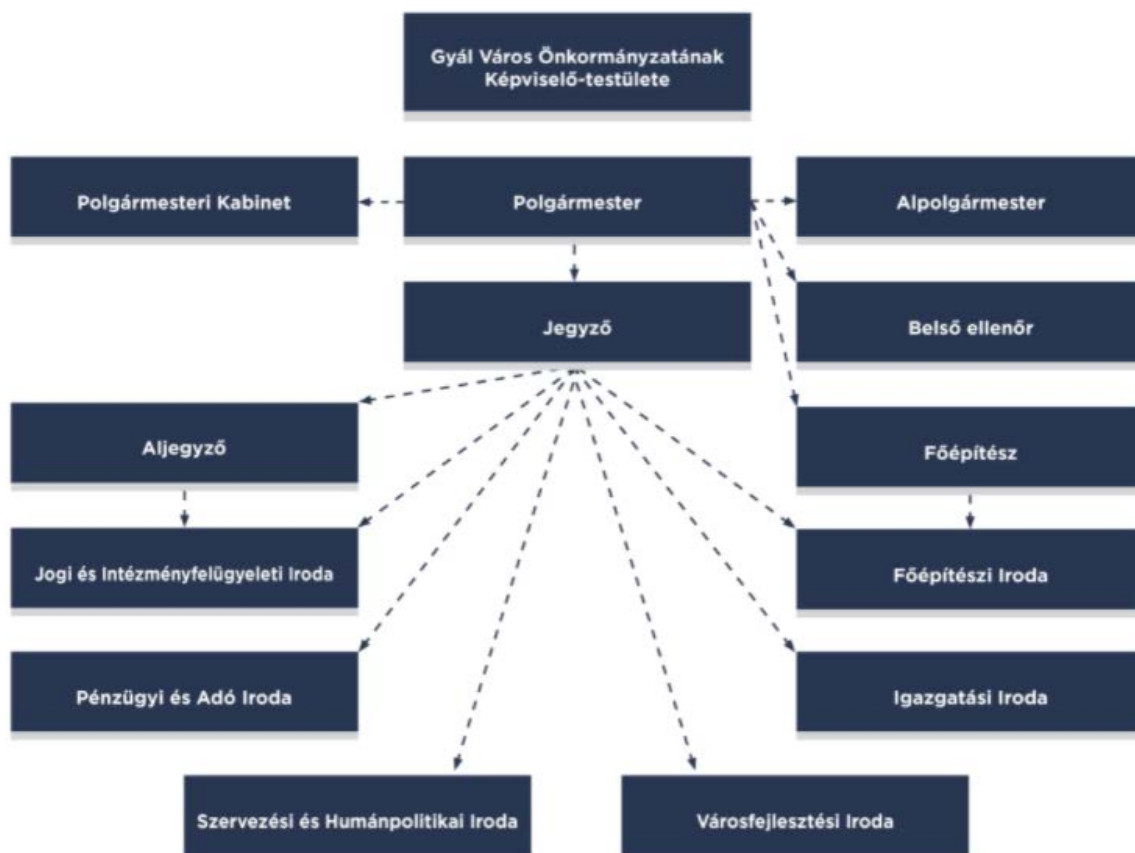 Gyál Város Önkormányzatának
Képviselő-testülete
Polgármesteri Kabinet
Polgármester
Alpolgármester
Jegyző
Belső ellenőr
Aljegyző
Főépítész
Jogi és Intézményfelügyeleti Iroda
Főépítészi Iroda
Pénzügyi és Adó Iroda
Igazgatási Iroda
Szervezési és Humánpolitikai Iroda
Városfejlesztési Iroda